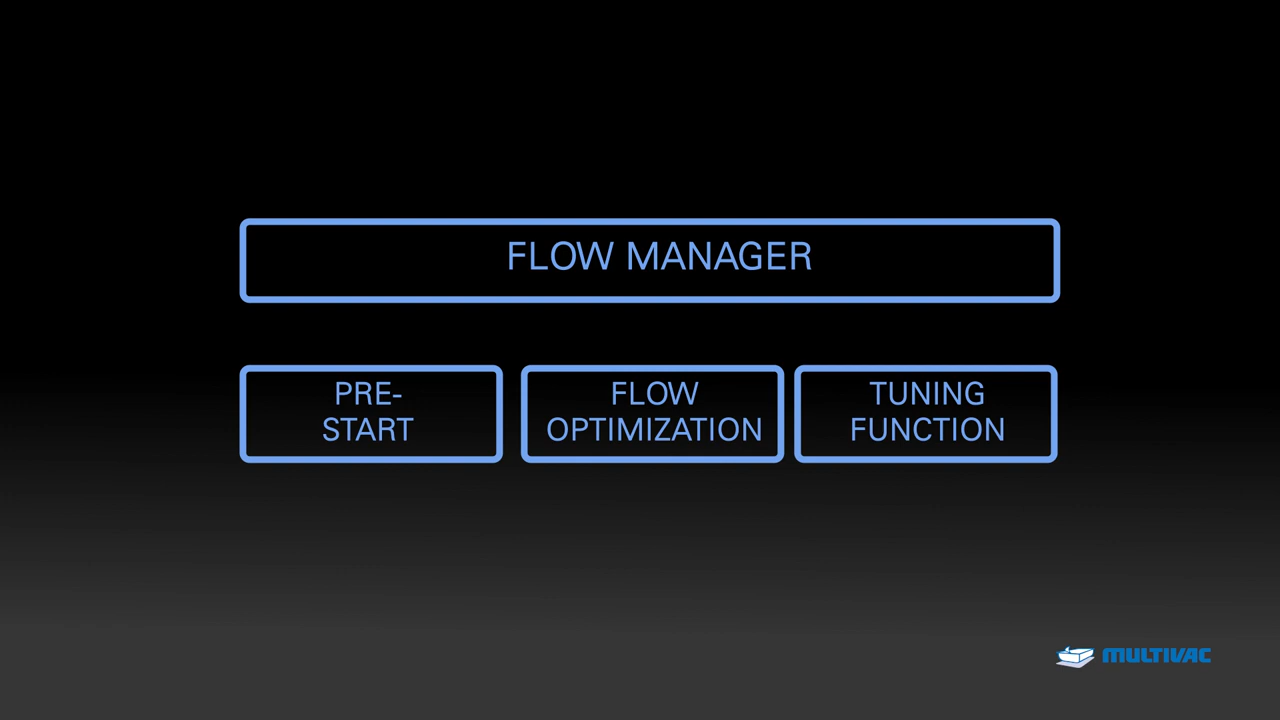 FLOW MANAGER
PRE-
START
FLOW
OPTIMIZATION
TUNING
FUNCTION
MULTIVAC